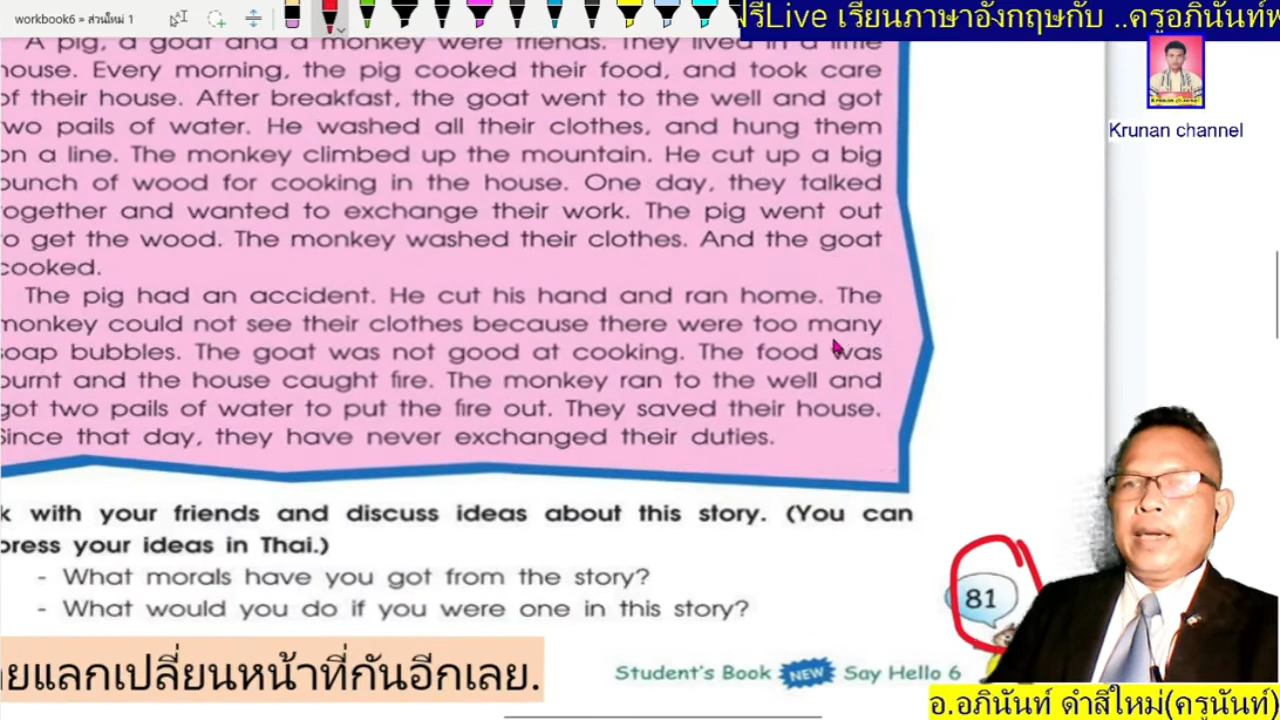 workbook6 » ส่วนใหม่ 1
ฟรีLive เรียนภาษาอังกฤษกับ ..ครูอภินันท์
Krunan channel
A pig, a goat and a monkey were friends. They lived in a little
house. Every morning, the pig cooked their food, and took care
of their house. After breakfast, the goat went to the well and got
two pails of water. He washed all their clothes, and hung them
on a line. The monkey climbed up the mountain. He cut up a big
bunch of wood for cooking in the house. One day, they talked
together and wanted to exchange their work. The pig went out
to get the wood. The monkey washed their clothes. And the goat
cooked.
The pig had an accident. He cut his hand and ran home. The
monkey could not see their clothes because there were too many
soap bubbles. The goat was not good at cooking. The food was
burnt and the house caught fire. The monkey ran to the well and
got two pails of water to put the fire out. They saved their house.
Since that day, they have never exchanged their duties.
k with your friends and discuss ideas about this story. (You can
press your ideas in Thai.)
- What morals have you got from the story?
- What would you do if you were one in this story?
81
ยแลกเปลี่ยนหน้าที่กันอีกเลย.
Student's Book NEW Say Hello 6
อ.อภินันท์ ดำสีใหม่(ครูนันท์)